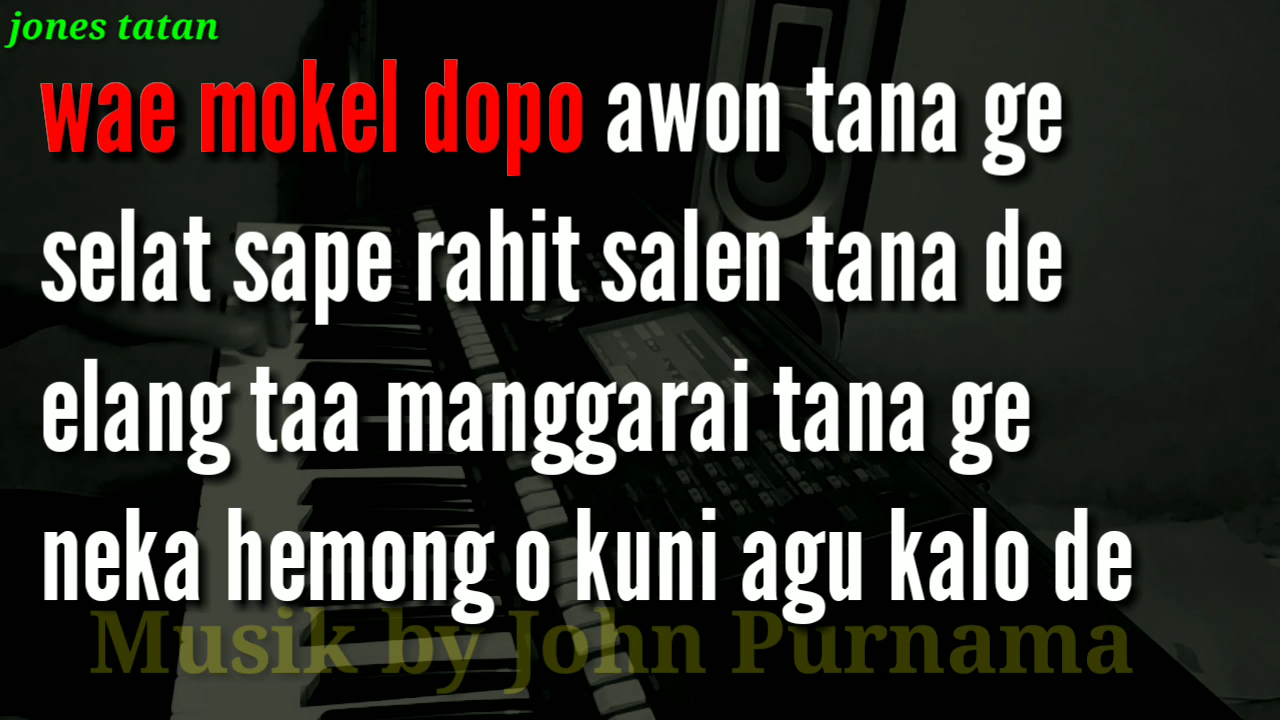 jones tatan
wae mokel dopo awon tana ge
selat sape rahit salen tana de
elang taa manggarai tana ge
neka hemong o kuni agu kalo de
Musik by John Purnama